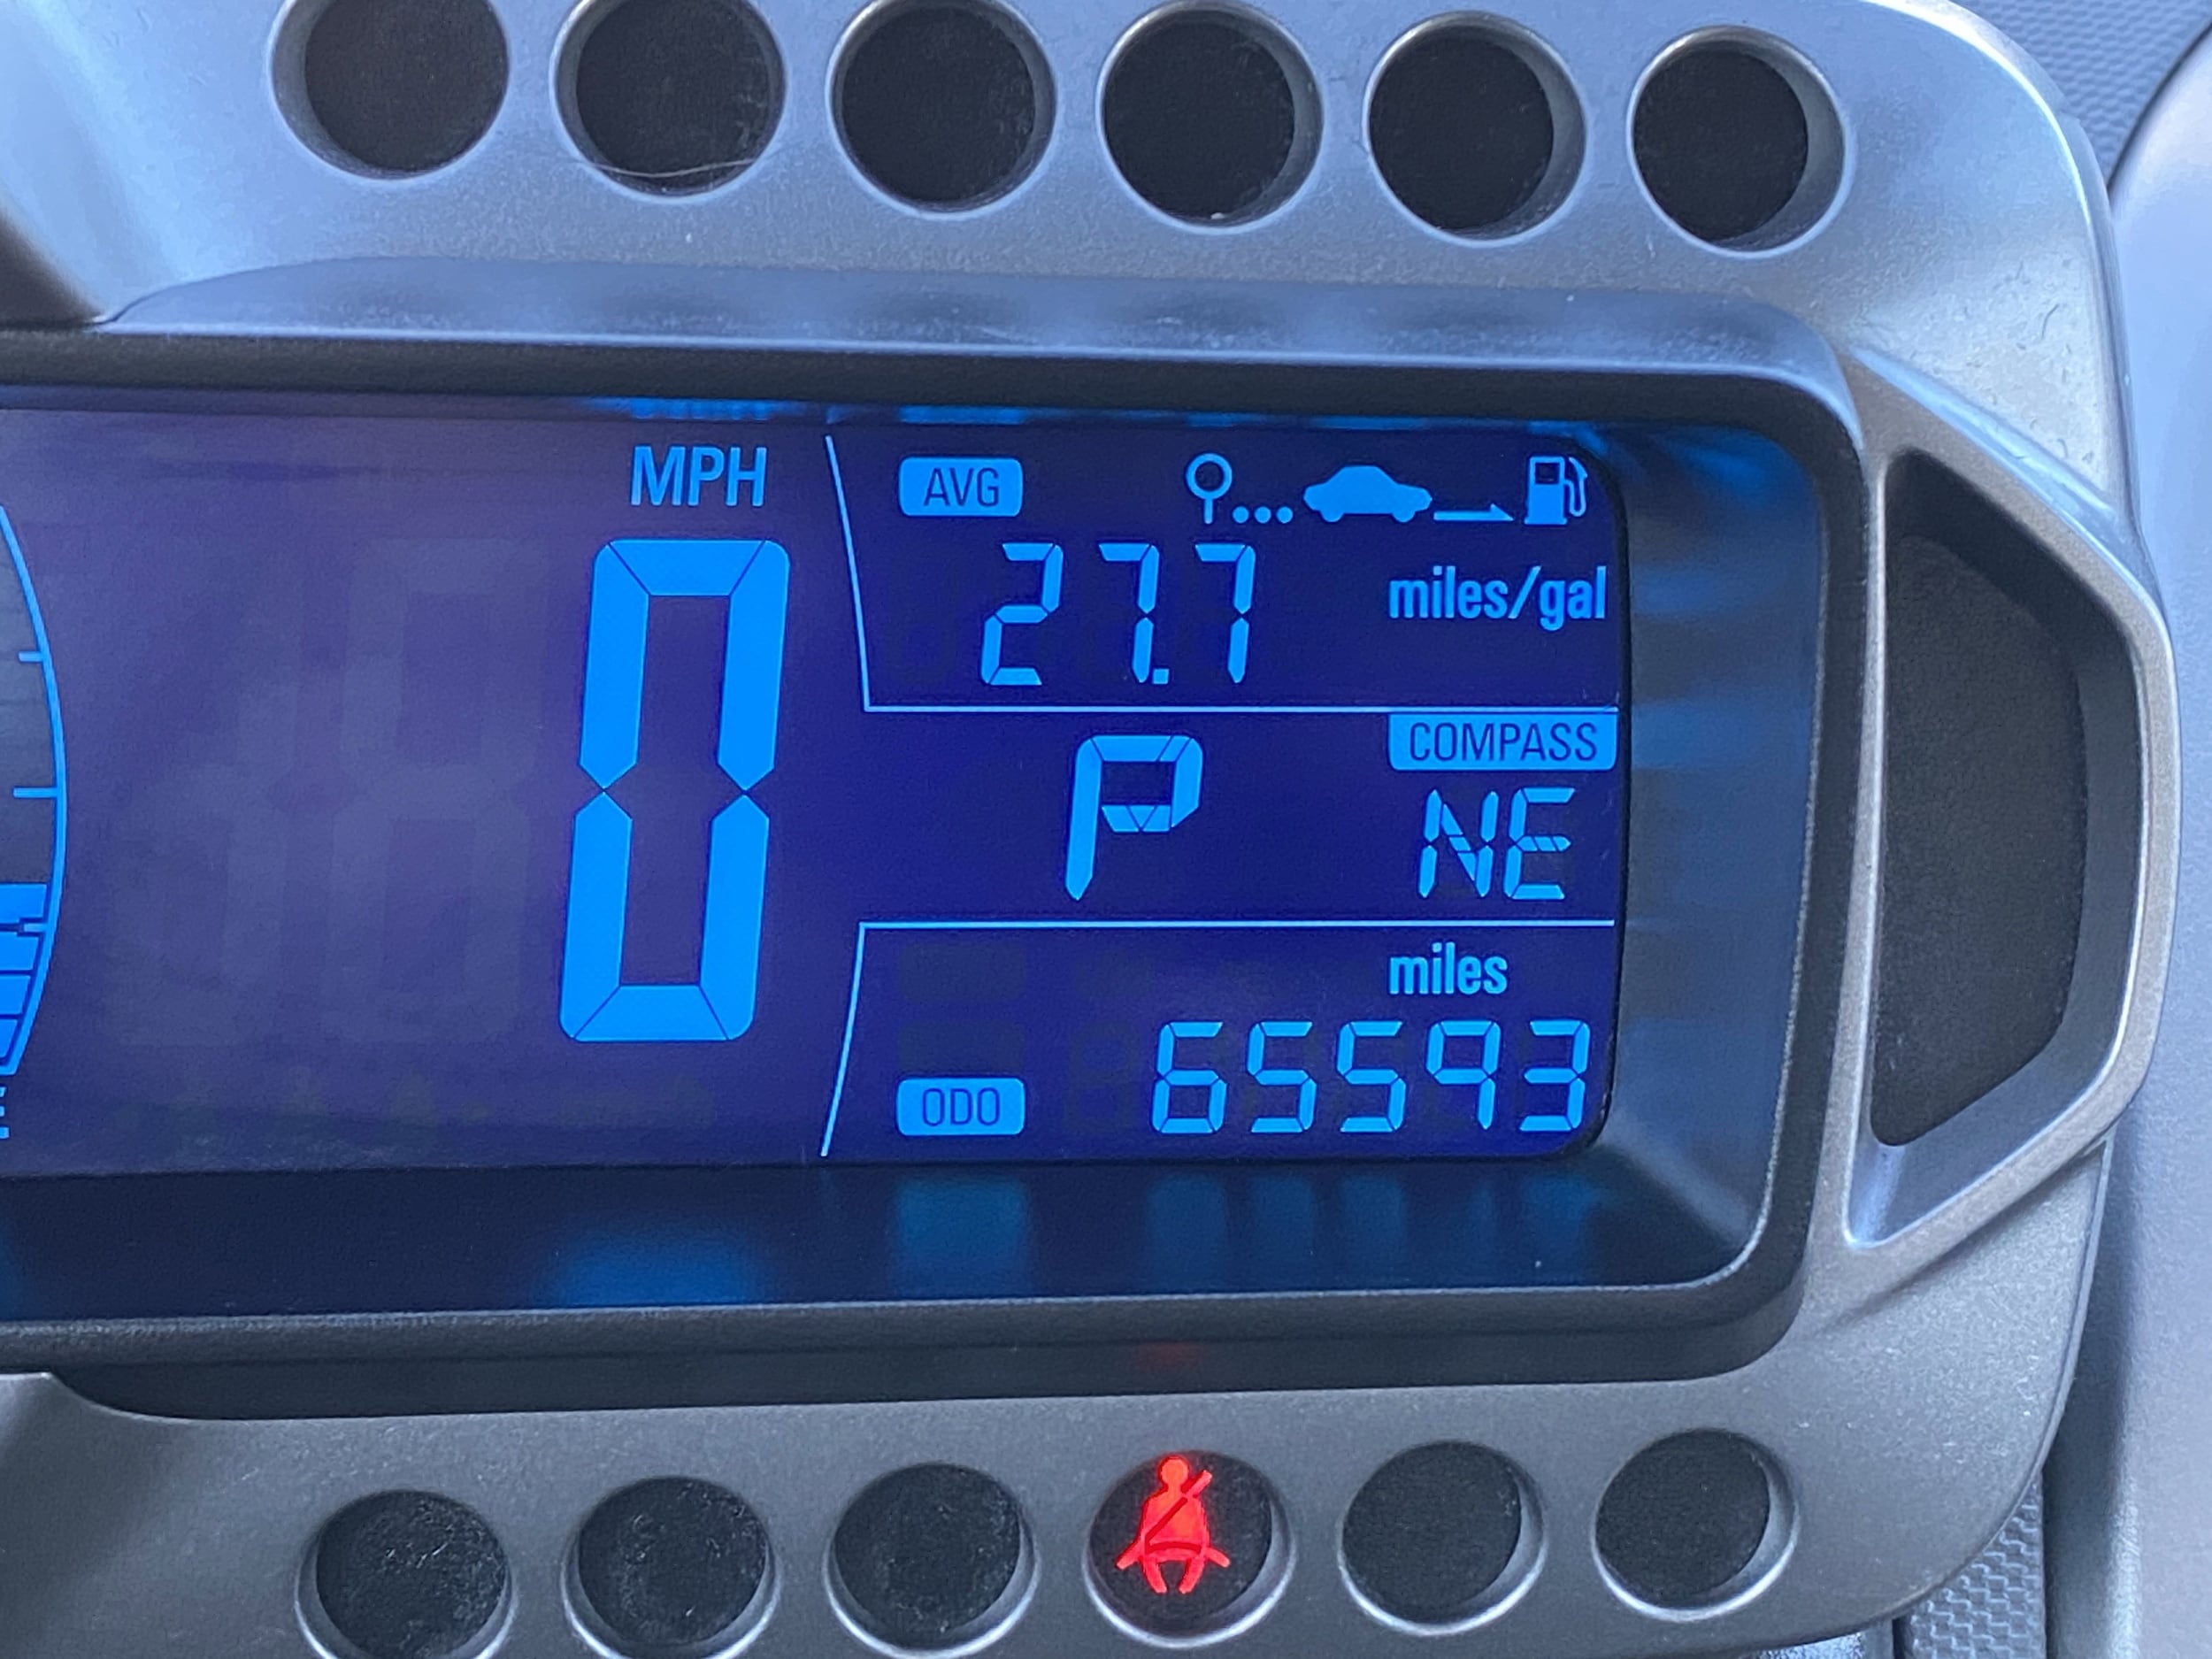 MPH
0
AVG
27.7 miles/gal
P
COMPASS
NE
miles
ODO 65593